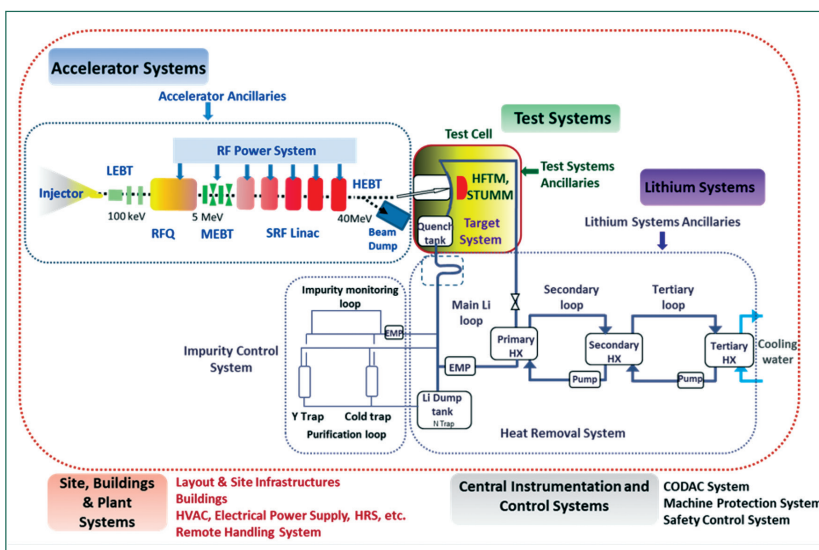 Accelerator Systems
Accelerator Ancillaries
RF Power System
LEBT
Injector
100 keV
RFQ
5 MeV
MEBT
SRF Linac
HEBT
40MeV
Beam
Dump
Test Systems
Test Cell
HFTM,
STUMM
Target
System
Quench
tank
Test Systems
Ancillaries
Lithium Systems
Lithium Systems Ancillaries
Impurity monitoring
loop
EMP
Impurity Control
System
Y Trap
Cold trap
Purification loop
Main Li
loop
EMP
Li Dump
tank
N Trap
Primary
HX
Secondary
loop
Pump
Secondary
HX
Tertiary
loop
Pump
Tertiary
HX
Cooling
water
Heat Removal System
Site, Buildings
& Plant
Systems
Layout & Site Infrastructures
Buildings
HVAC, Electrical Power Supply, HRS, etc.
Remote Handling System
Central Instrumentation and
Control Systems
CODAC System
Machine Protection System
Safety Control System